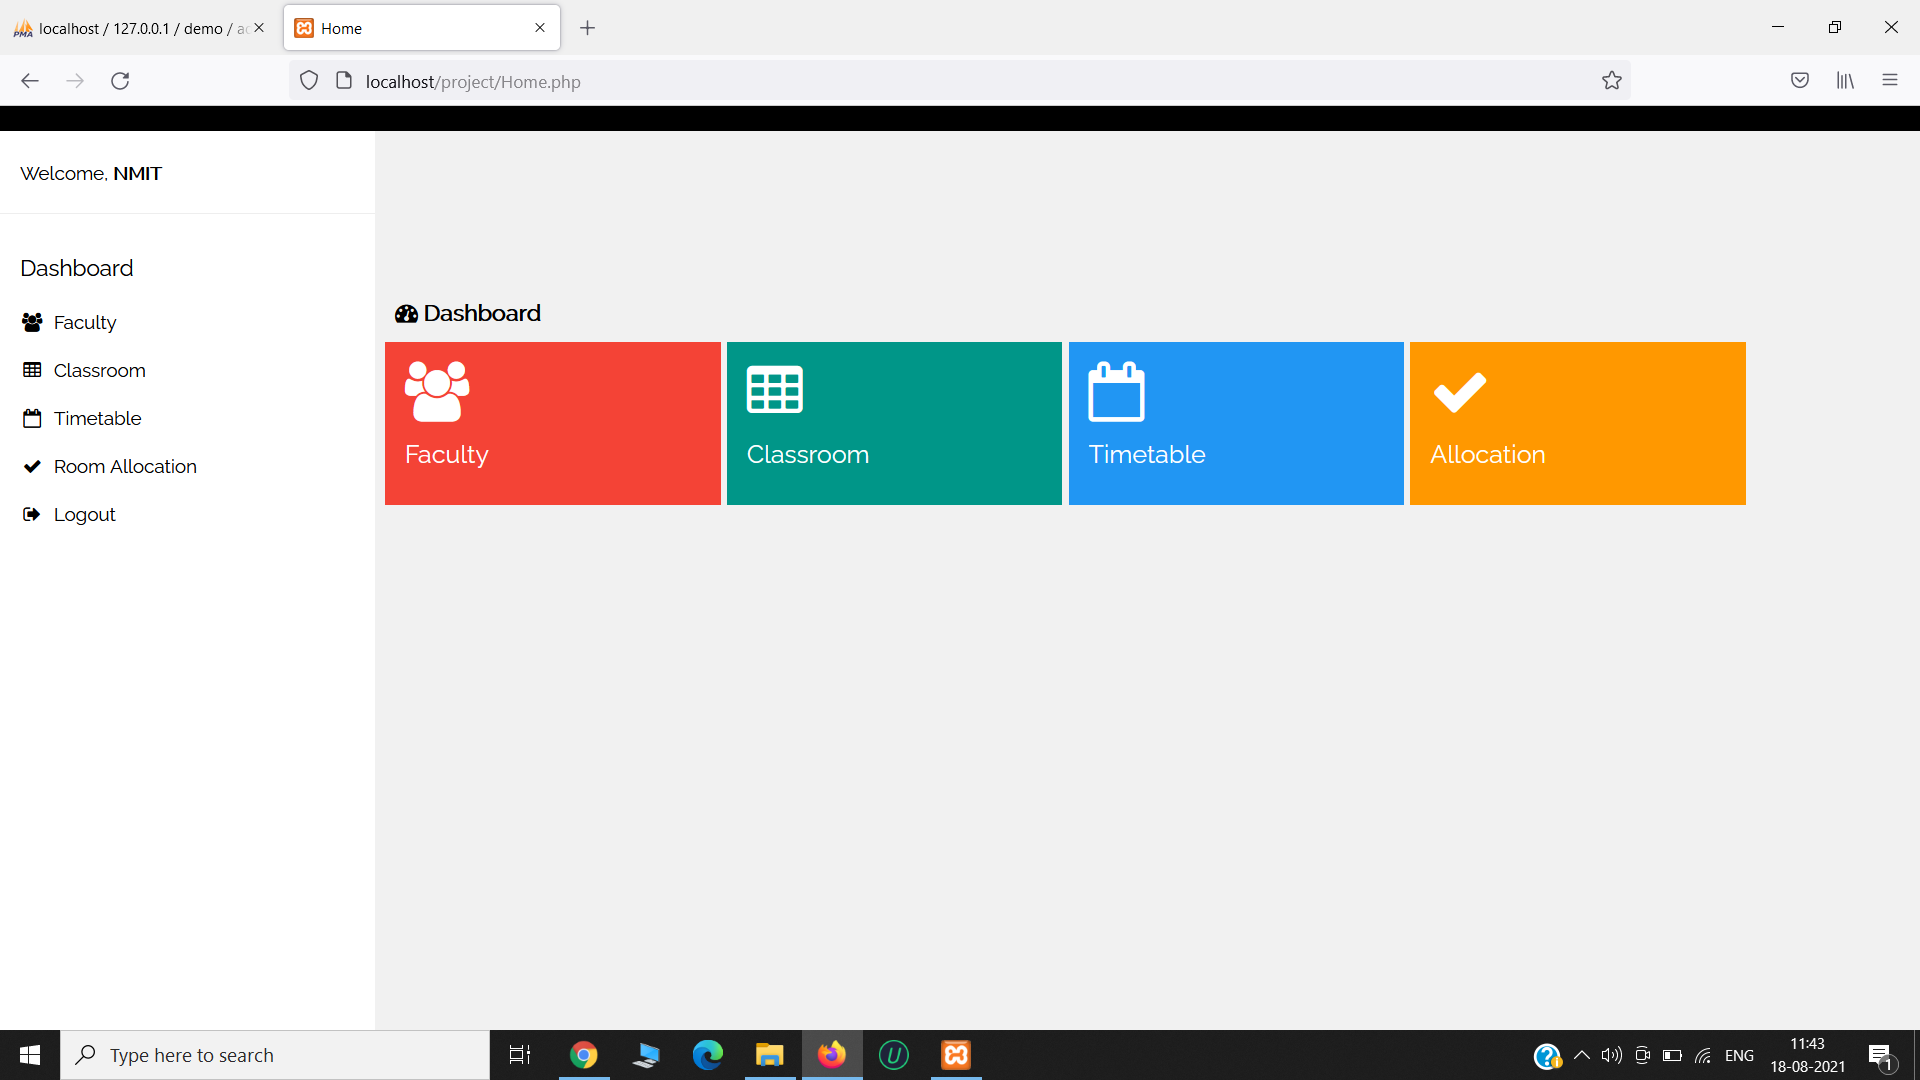 localhost / 127.0.0.1 / demo / ac
Home
localhost/project/Home.php
Welcome, NMIT
Dashboard
Faculty
Classroom
Timetable
Room Allocation
Logout
Dashboard
Faculty
Classroom
Timetable
Allocation
Type here to search
ENG
11:43
18-08-2021
1